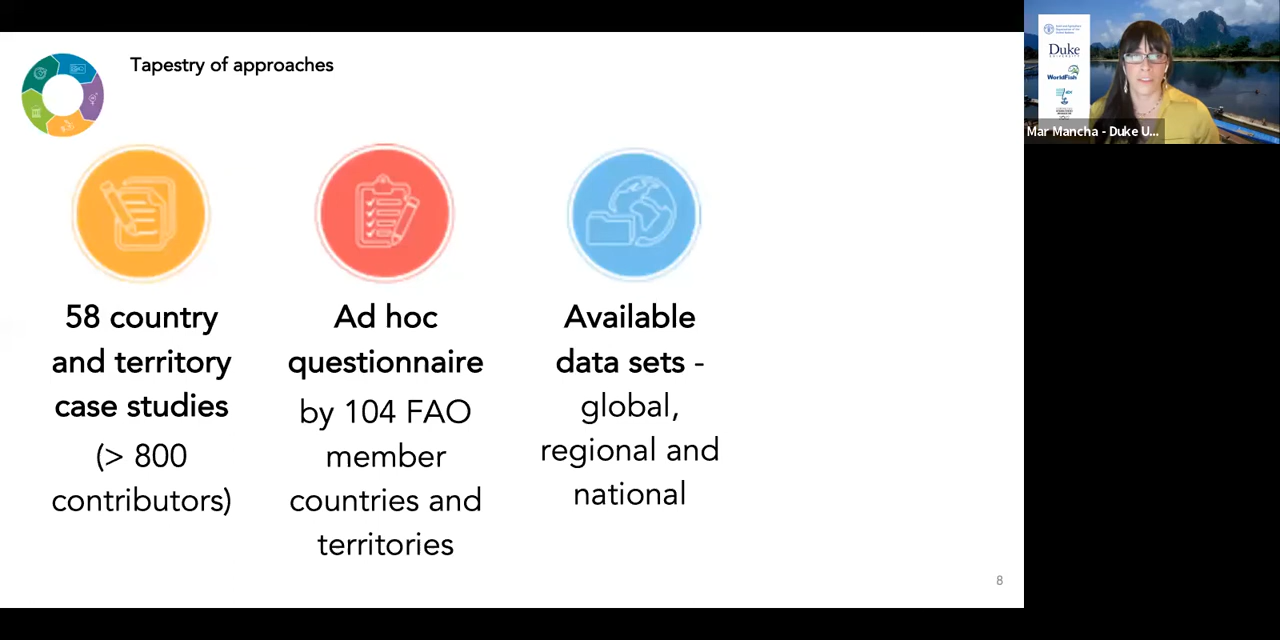 Tapestry of approaches
58 country
and territory
case studies
(> 800
contributors)
Ad hoc
questionnaire
by 104 FAO
member
countries and
territories
Available
data sets -
global,
regional and
national
8
Duke
WorldFish
Mar Mancha - Duke U...